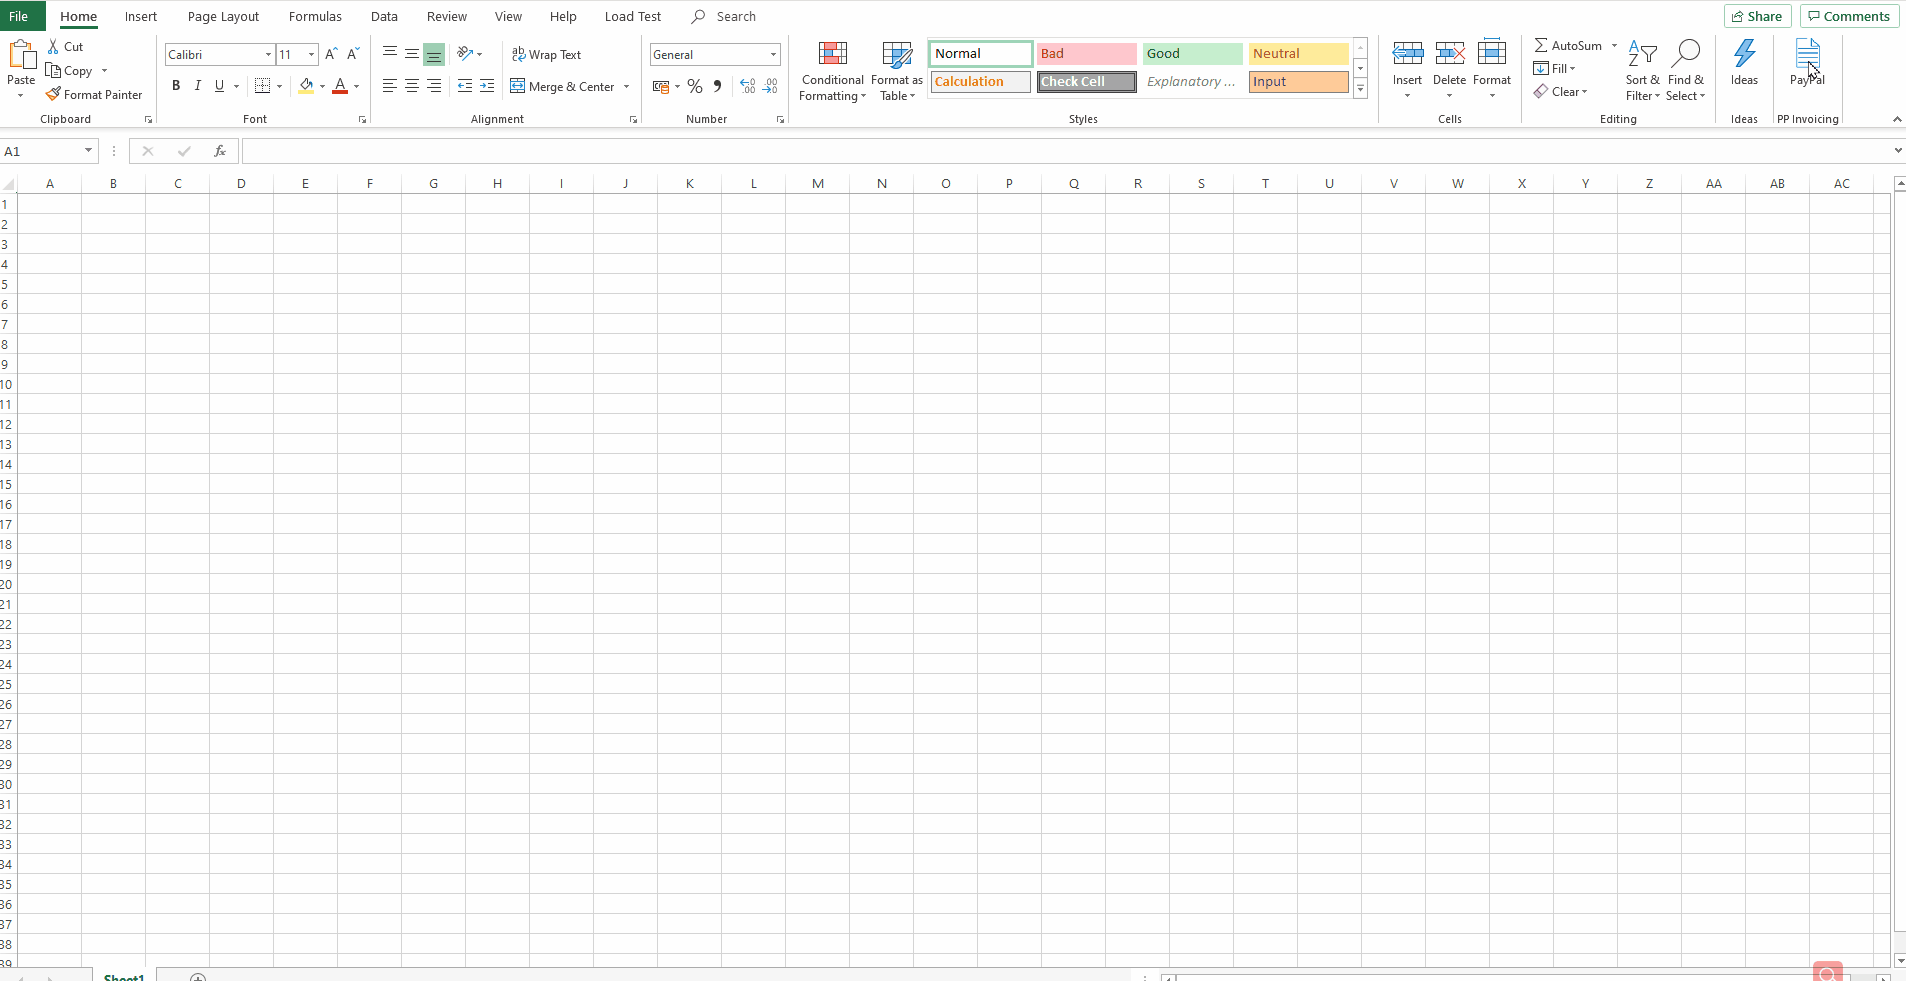 File Home Insert Page Layout Formulas Data Review View Help Load Test Search Share Comments
Paste Cut Copy Format Painter
Clipboard
Calibri 11
B I U A
Font
Wrap Text
Merge & Center
Alignment
General
% , .00
Number
Conditional Formatting
Format as Table
Normal Bad Good Neutral
Calculation Check Cell Explanatory ... Input
Styles
Insert Delete Format
Cells
AutoSum
Fill
Clear
Sort & Filter
Find & Select
Editing
Ideas
Ideas
PayPal
PP Invoicing
A1 fx
A B C D E F G H I J K L M N O P Q R S T U V W X Y Z AA AB AC
1
2
3
4
5
6
7
8
9
10
11
12
13
14
15
16
17
18
19
20
21
22
23
24
25
26
27
28
29
30
31
32
33
34
35
36
37
38
39
Sheet1